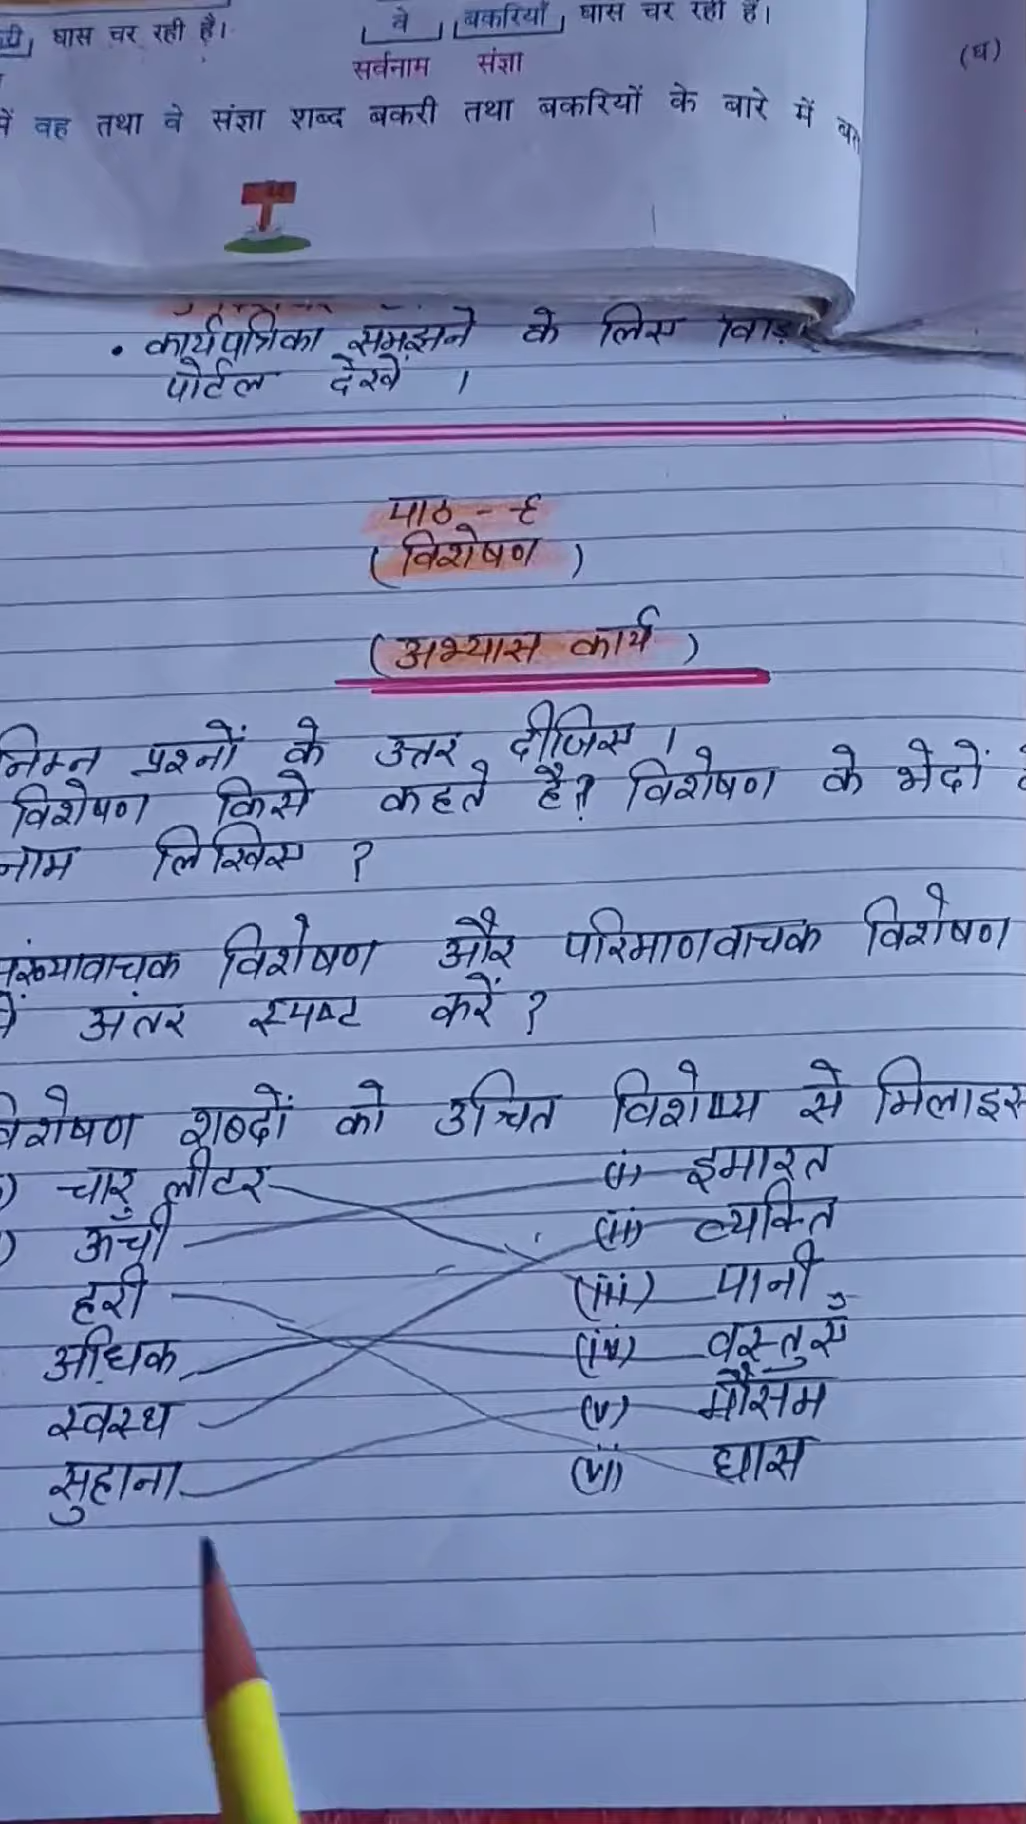 घास चर रही है।
वे बकरियाँ घास चर रही हैं।
सर्वनाम संज्ञा
(घ)
में वह तथा वे संज्ञा शब्द बकरी तथा बकरियों के बारे में
• कार्यपत्रिका समझने के लिए
पोर्टल देखें ।
पाठ - ९
(विशेषण)
(अभ्यास कार्य)
निम्न प्रश्नों के उत्तर दीजिए ।
विशेषण किसे कहते है? विशेषण के भेदों
नाम लिखिए ?
संख्यावाचक विशेषण और परिमाणवाचक विशेषण
में अंतर स्पष्ट करें ?
विशेषण शब्दों को उचित विशेष्य से मिलाइए
चार लीटर (i) इमारत
ऊँची (ii) व्यक्ति
हरी (iii) पानी
अधिक (iv) वस्तुएँ
स्वस्थ (v) मौसम
सुहाना (vi) घास